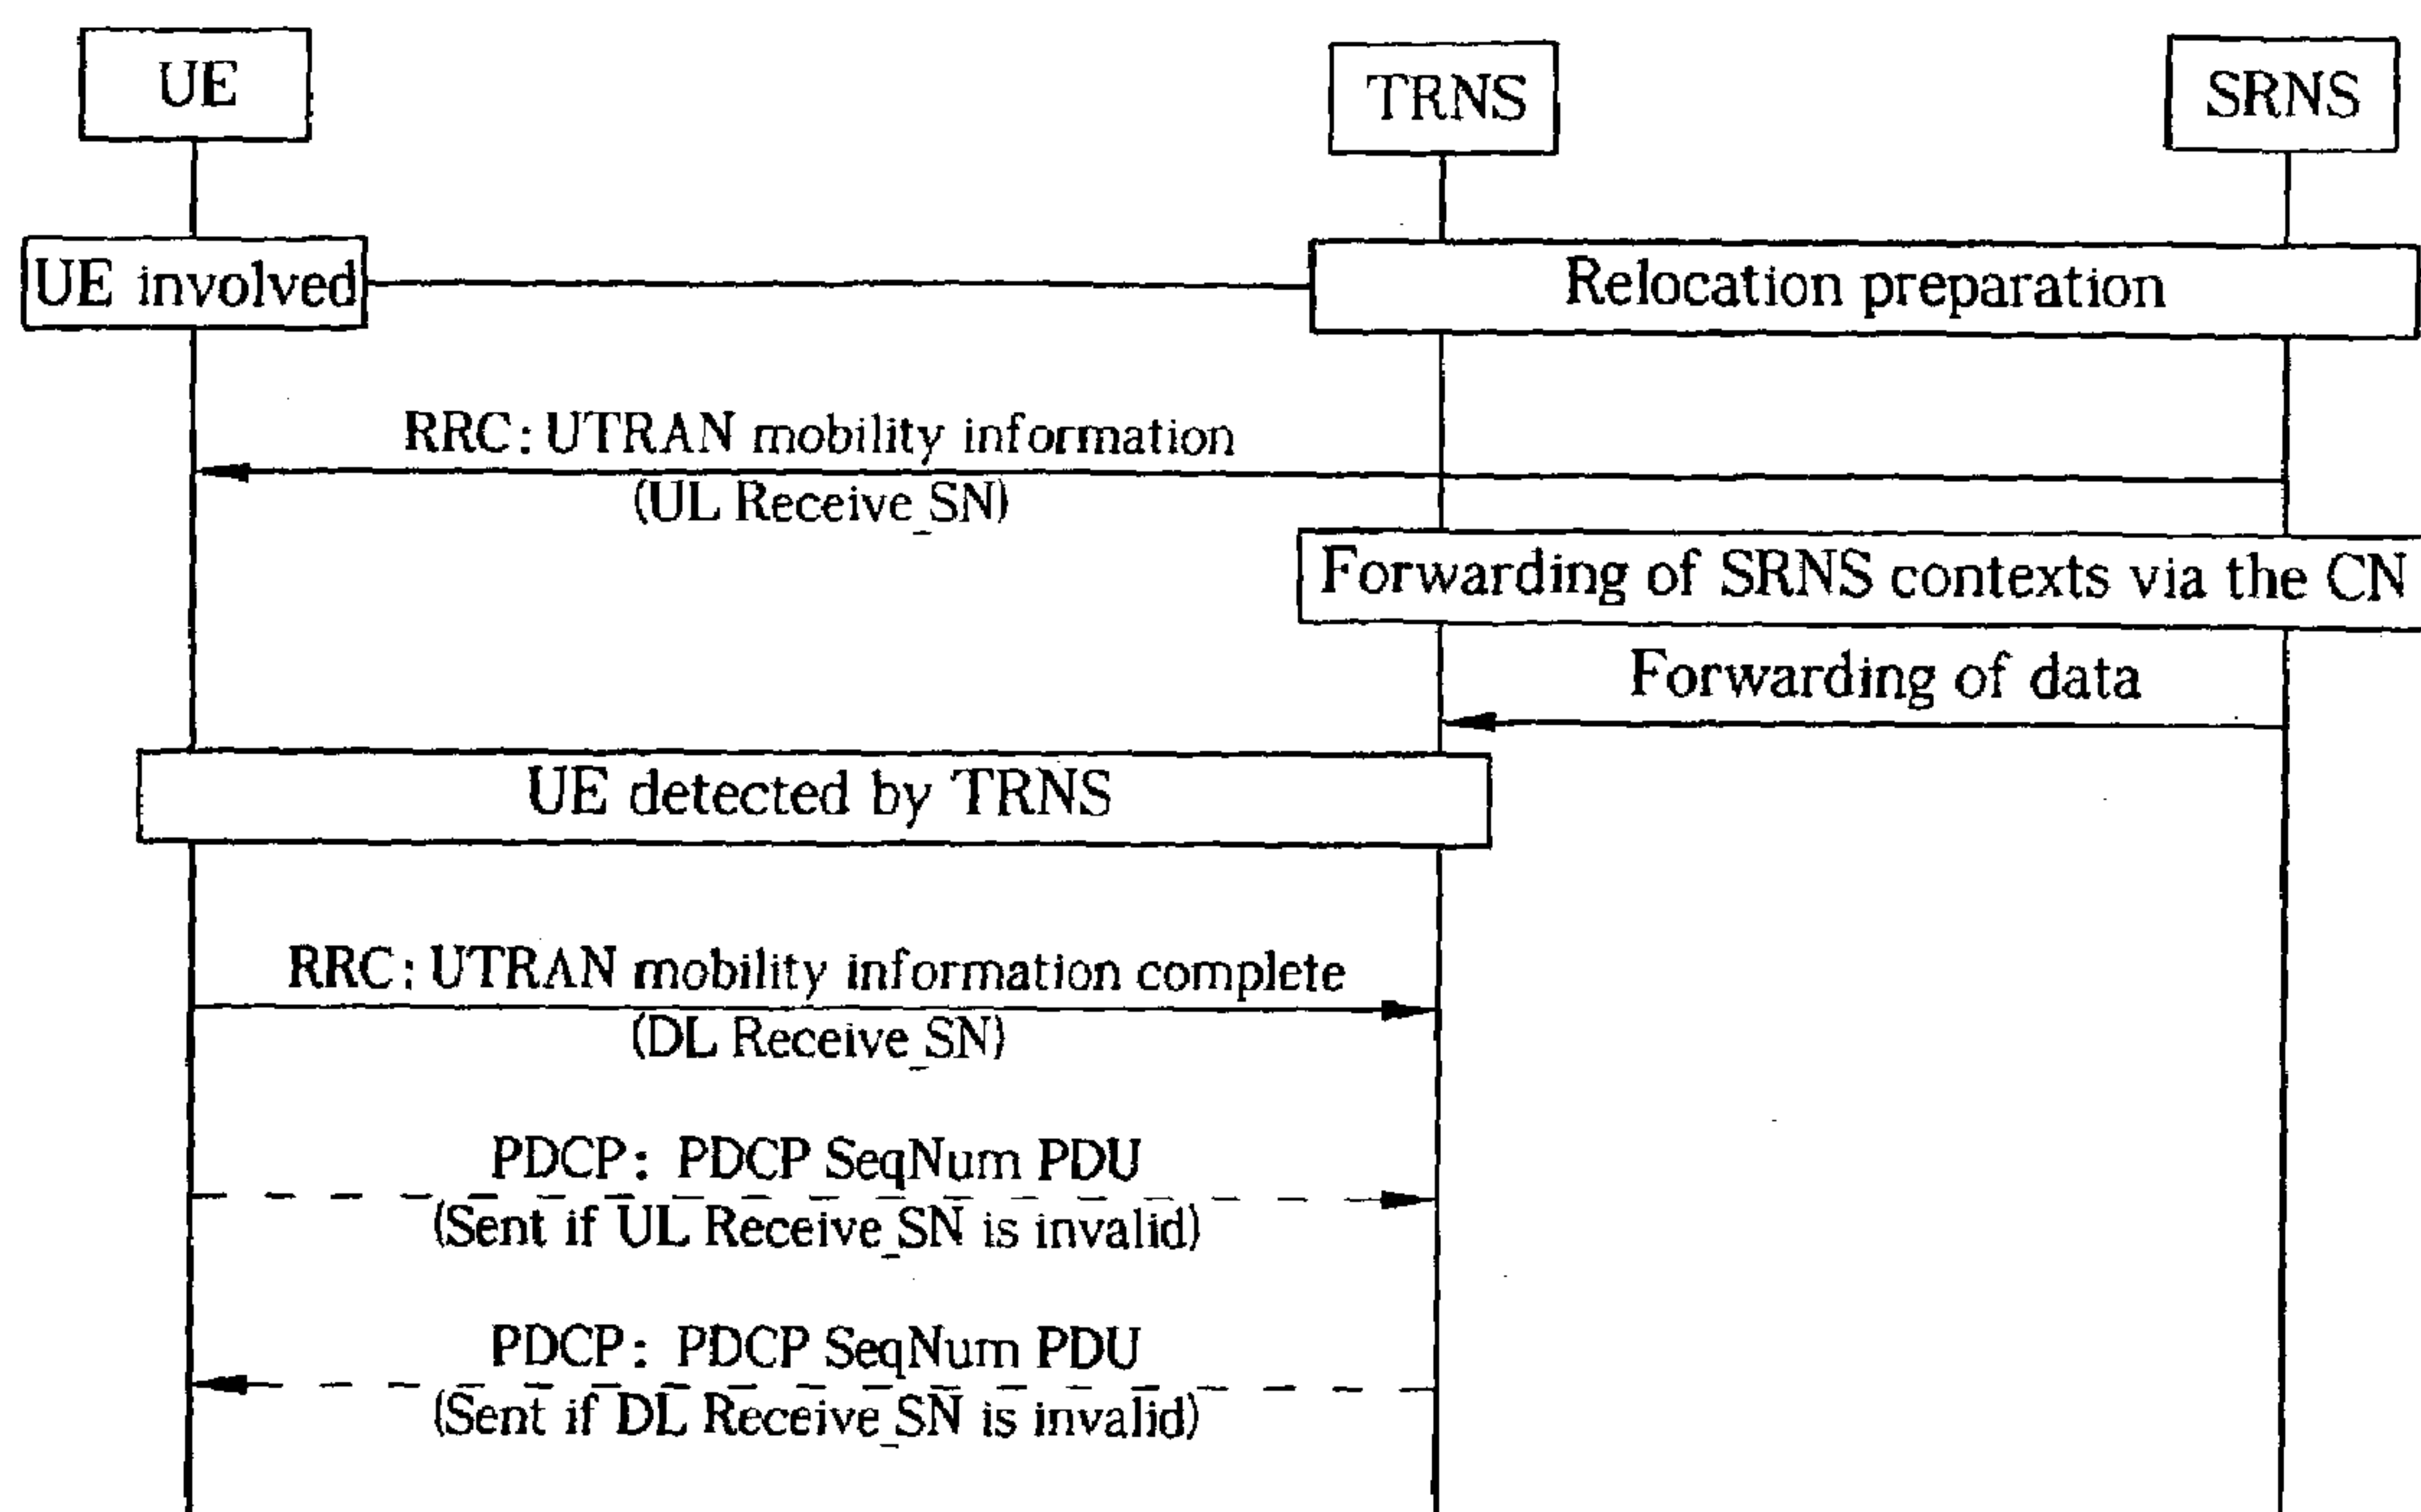 UE
TRNS
SRNS
UE involved
Relocation preparation
RRC: UTRAN mobility information
(UL Receive_SN)
Forwarding of SRNS contexts via the CN
Forwarding of data
UE detected by TRNS
RRC: UTRAN mobility information complete
(DL Receive_SN)
PDCP: PDCP SeqNum PDU
(Sent if UL Receive_SN is invalid)
PDCP: PDCP SeqNum PDU
(Sent if DL Receive_SN is invalid)